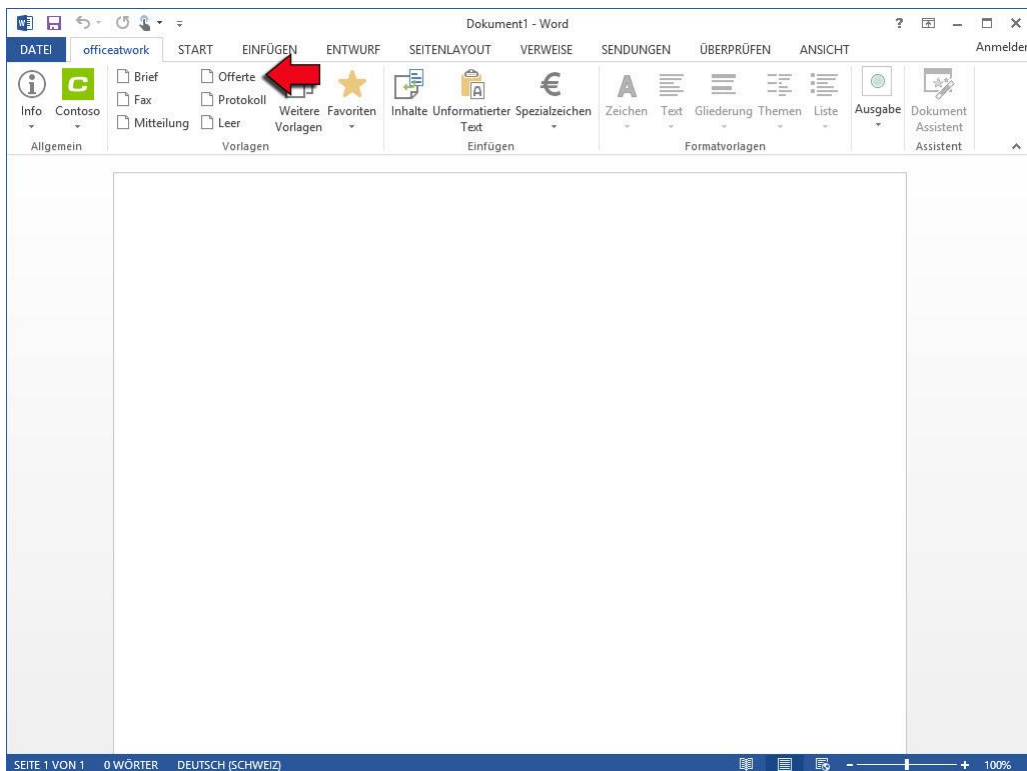 Dokument1 - Word
?
DATEI officeatwork START EINFÜGEN ENTWURF SEITENLAYOUT VERWEISE SENDUNGEN ÜBERPRÜFEN ANSICHT Anmelden
Info
Contoso
Brief
Fax
Mitteilung
Offerte
Protokoll
Leer
Weitere
Vorlagen
Favoriten
Inhalte
Unformatierter
Text
Spezialzeichen
Zeichen
Text
Gliederung
Themen
Liste
Ausgabe
Dokument
Assistent
Allgemein Vorlagen Einfügen Formatvorlagen Assistent
SEITE 1 VON 1 0 WÖRTER DEUTSCH (SCHWEIZ) - + 100%